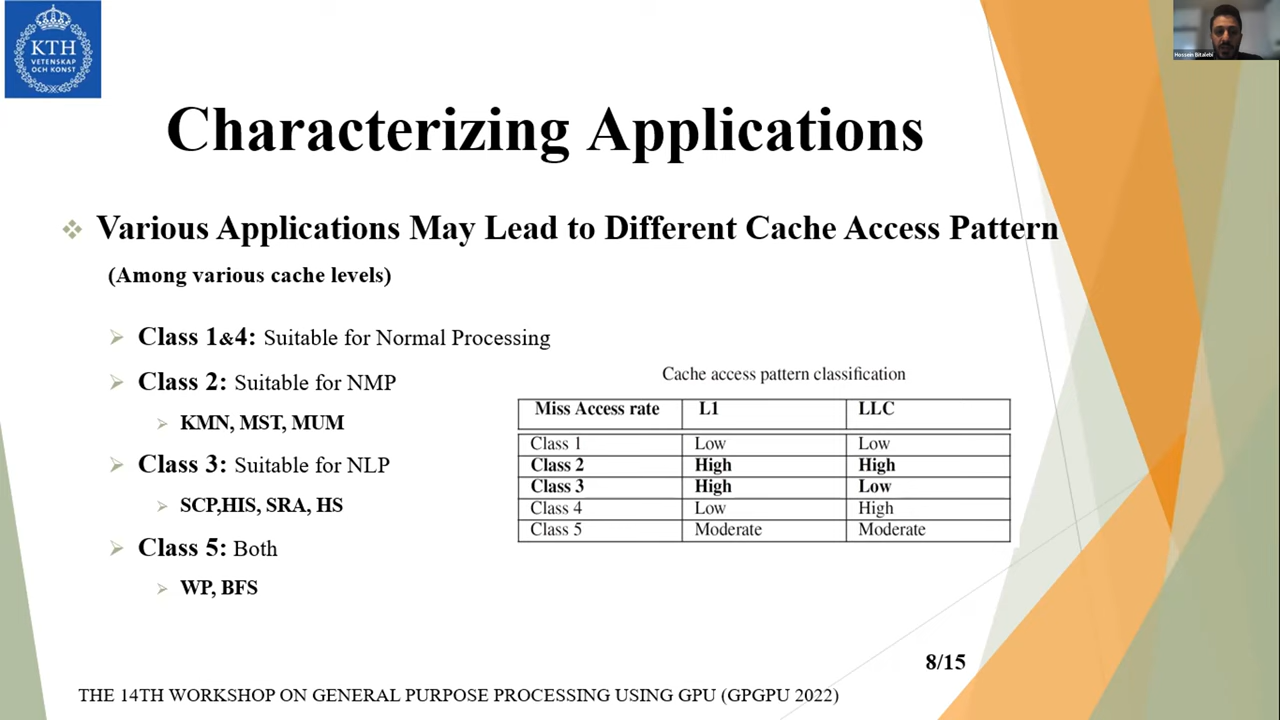 KTH
VETENSKAP
OCH KONST
Hossein Bitalebi
Characterizing Applications
Various Applications May Lead to Different Cache Access Pattern
(Among various cache levels)
Class 1&4: Suitable for Normal Processing
Class 2: Suitable for NMP
KMN, MST, MUM
Class 3: Suitable for NLP
SCP,HIS, SRA, HS
Class 5: Both
WP, BFS
Cache access pattern classification
Miss Access rate L1 LLC
Class 1 Low Low
Class 2 High High
Class 3 High Low
Class 4 Low High
Class 5 Moderate Moderate
8/15
THE 14TH WORKSHOP ON GENERAL PURPOSE PROCESSING USING GPU (GPGPU 2022)